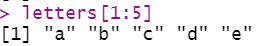 > letters[1:5]
[1] "a" "b" "c" "d" "e"